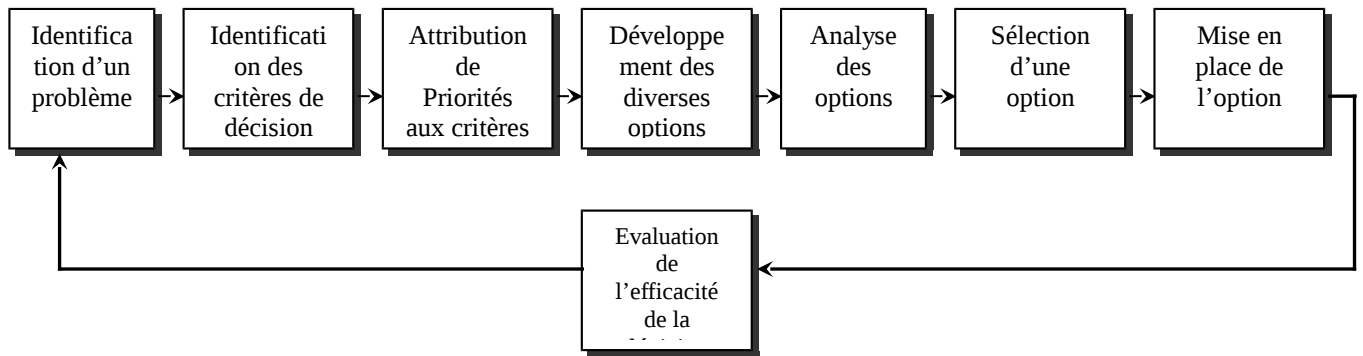 Identifica
tion d’un
problème
Identificati
on des
critères de
décision
Attribution
de
Priorités
aux critères
Développe
ment des
diverses
options
Analyse
des
options
Sélection
d’une
option
Mise en
place de
l’option
Evaluation
de
l’efficacité
de la